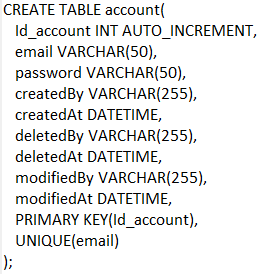 CREATE TABLE account(
Id_account INT AUTO_INCREMENT,
email VARCHAR(50),
password VARCHAR(50),
createdBy VARCHAR(255),
createdAt DATETIME,
deletedBy VARCHAR(255),
deletedAt DATETIME,
modifiedBy VARCHAR(255),
modifiedAt DATETIME,
PRIMARY KEY(Id_account),
UNIQUE(email)
);